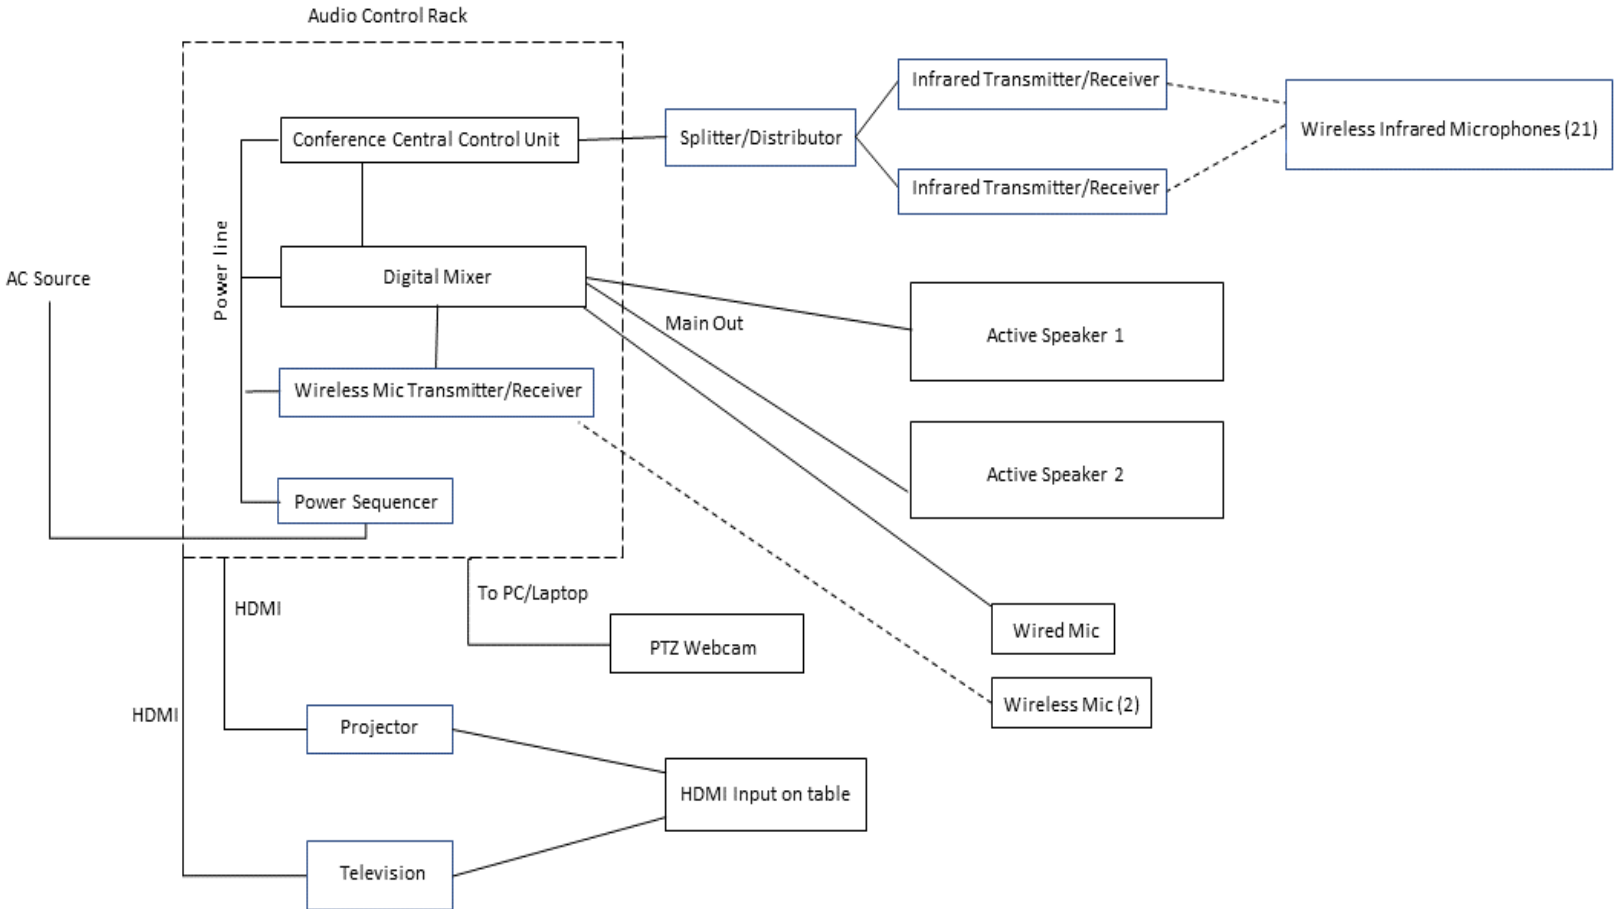 Audio Control Rack
Infrared Transmitter/Receiver
Conference Central Control Unit
Splitter/Distributor
Wireless Infrared Microphones (21)
Infrared Transmitter/Receiver
Power line
AC Source
Digital Mixer
Main Out
Active Speaker 1
Wireless Mic Transmitter/Receiver
Active Speaker 2
Power Sequencer
HDMI
To PC/Laptop
PTZ Webcam
Wired Mic
HDMI
Wireless Mic (2)
Projector
HDMI Input on table
Television